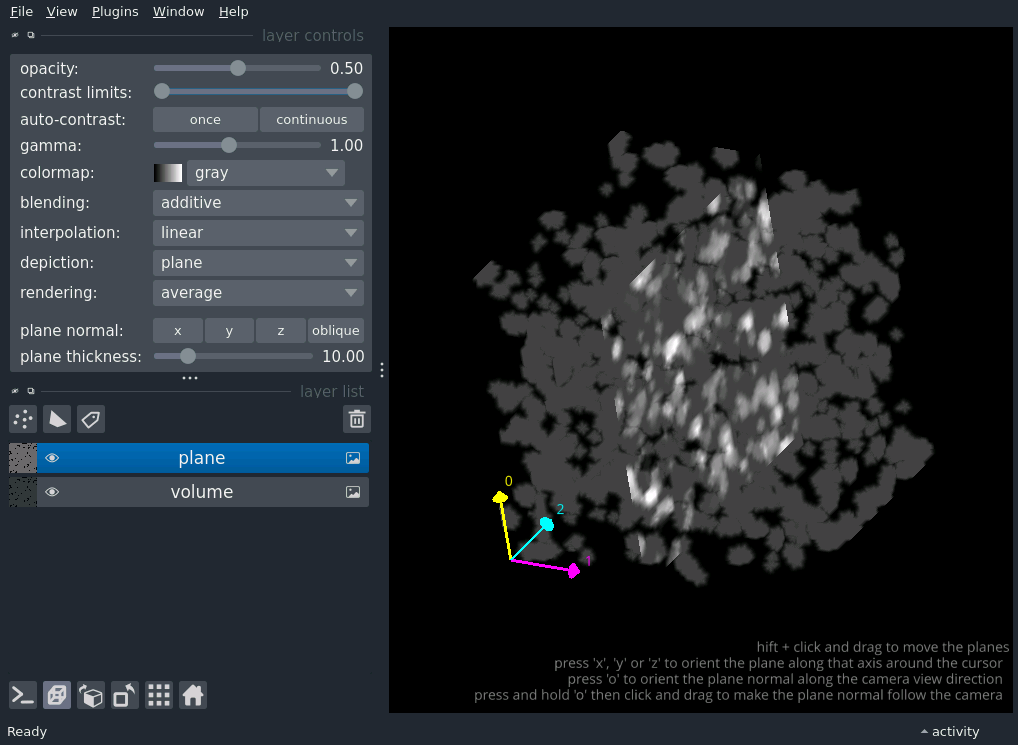 File View Plugins Window Help
layer controls
opacity: 0.50
contrast limits:
auto-contrast: once continuous
gamma: 1.00
colormap: gray
blending: additive
interpolation: linear
depiction: plane
rendering: average
plane normal: x y z oblique
plane thickness: 10.00
layer list
plane
volume
0
2
1
hift + click and drag to move the planes
press 'x', 'y' or 'z' to orient the plane along that axis around the cursor
press 'o' to orient the plane normal along the camera view direction
press and hold 'o' then click and drag to make the plane normal follow the camera
Ready activity